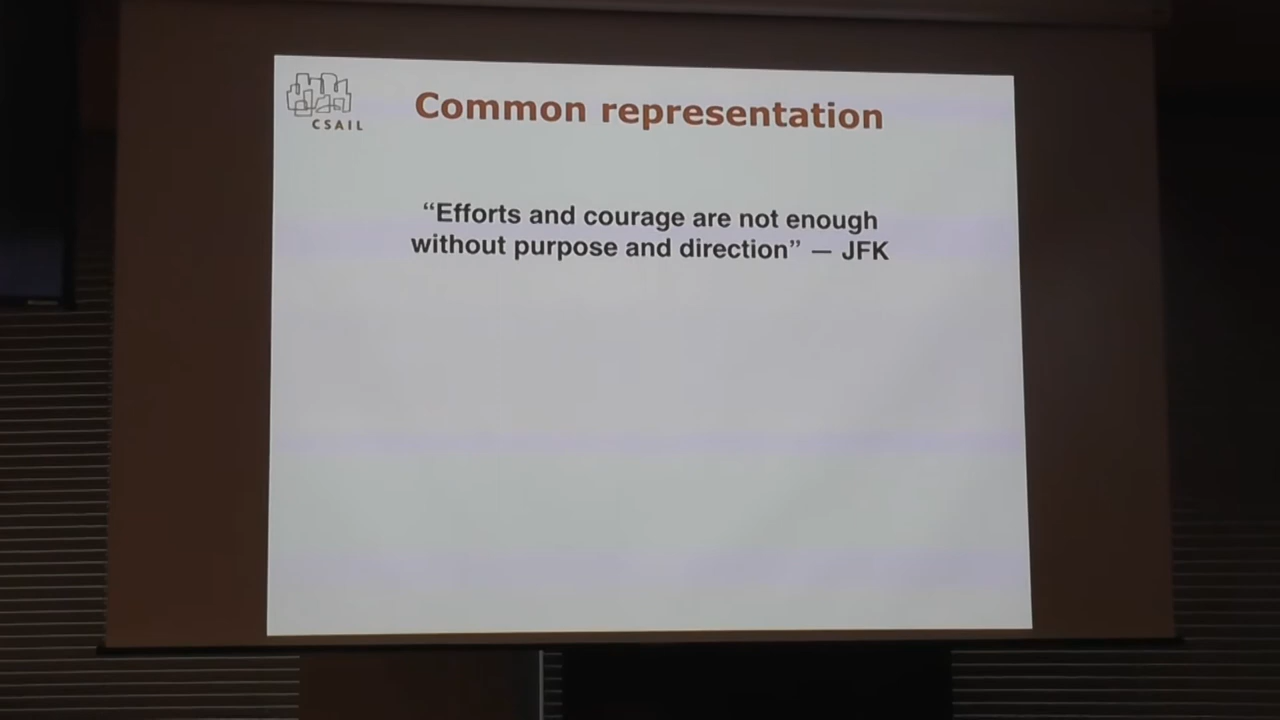 CSAIL
Common representation
“Efforts and courage are not enough
without purpose and direction” — JFK